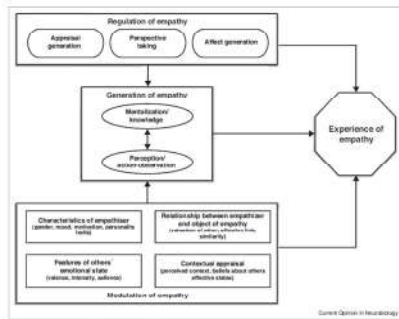 Regulation of empathy
Appraisal
generation
Perspective
taking
Affect generation
Generation of empathy
Mentalization/
knowledge
Perception/
action-observation
Experience of
empathy
Characteristics of empathiser
(gender, mood, motivation, personality
traits)
Relationship between empathiser and
object of empathy
similarity)
Features of others'
emotional state
(valence, intensity, salience)
Contextual appraisal
(perceived context, beliefs about others
affective states)
Modulation of empathy
Current Opinion in Neurobiology